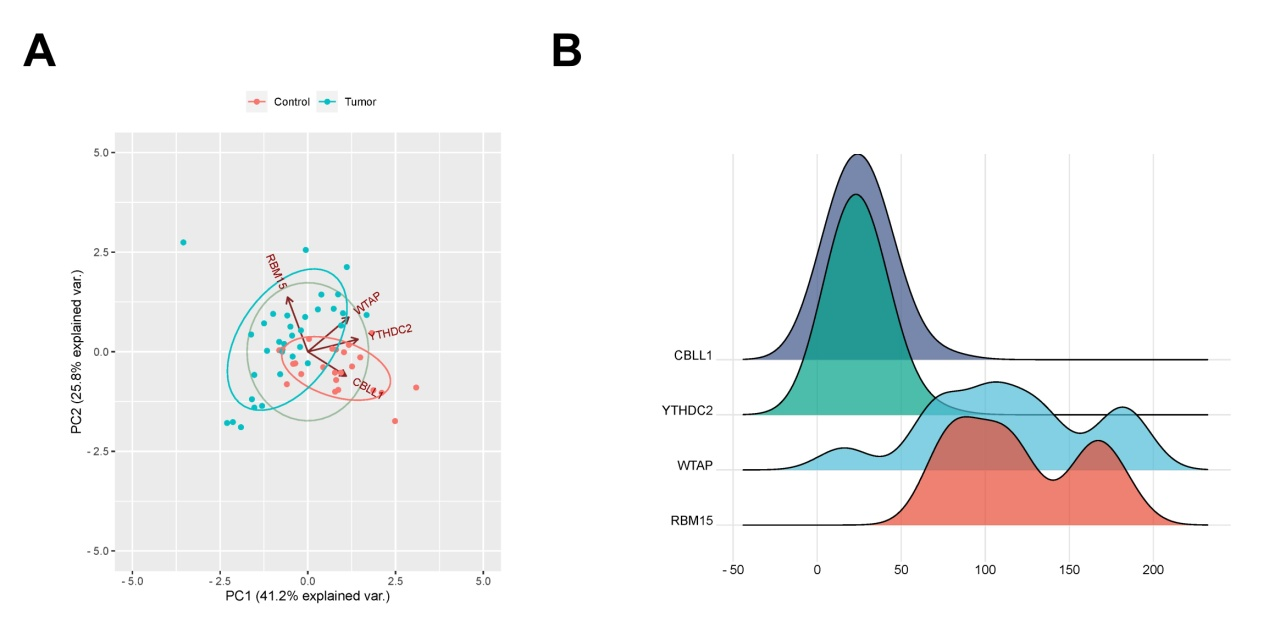 A
B
Control Tumor
5.0
2.5
0.0
- 2.5
- 5.0
PC2 (25.8% explained var.)
RBM15
WTAP
YTHDC2
CBLL1
- 5.0 - 2.5 0.0 2.5 5.0
PC1 (41.2% explained var.)
CBLL1
YTHDC2
WTAP
RBM15
- 50 0 50 100 150 200